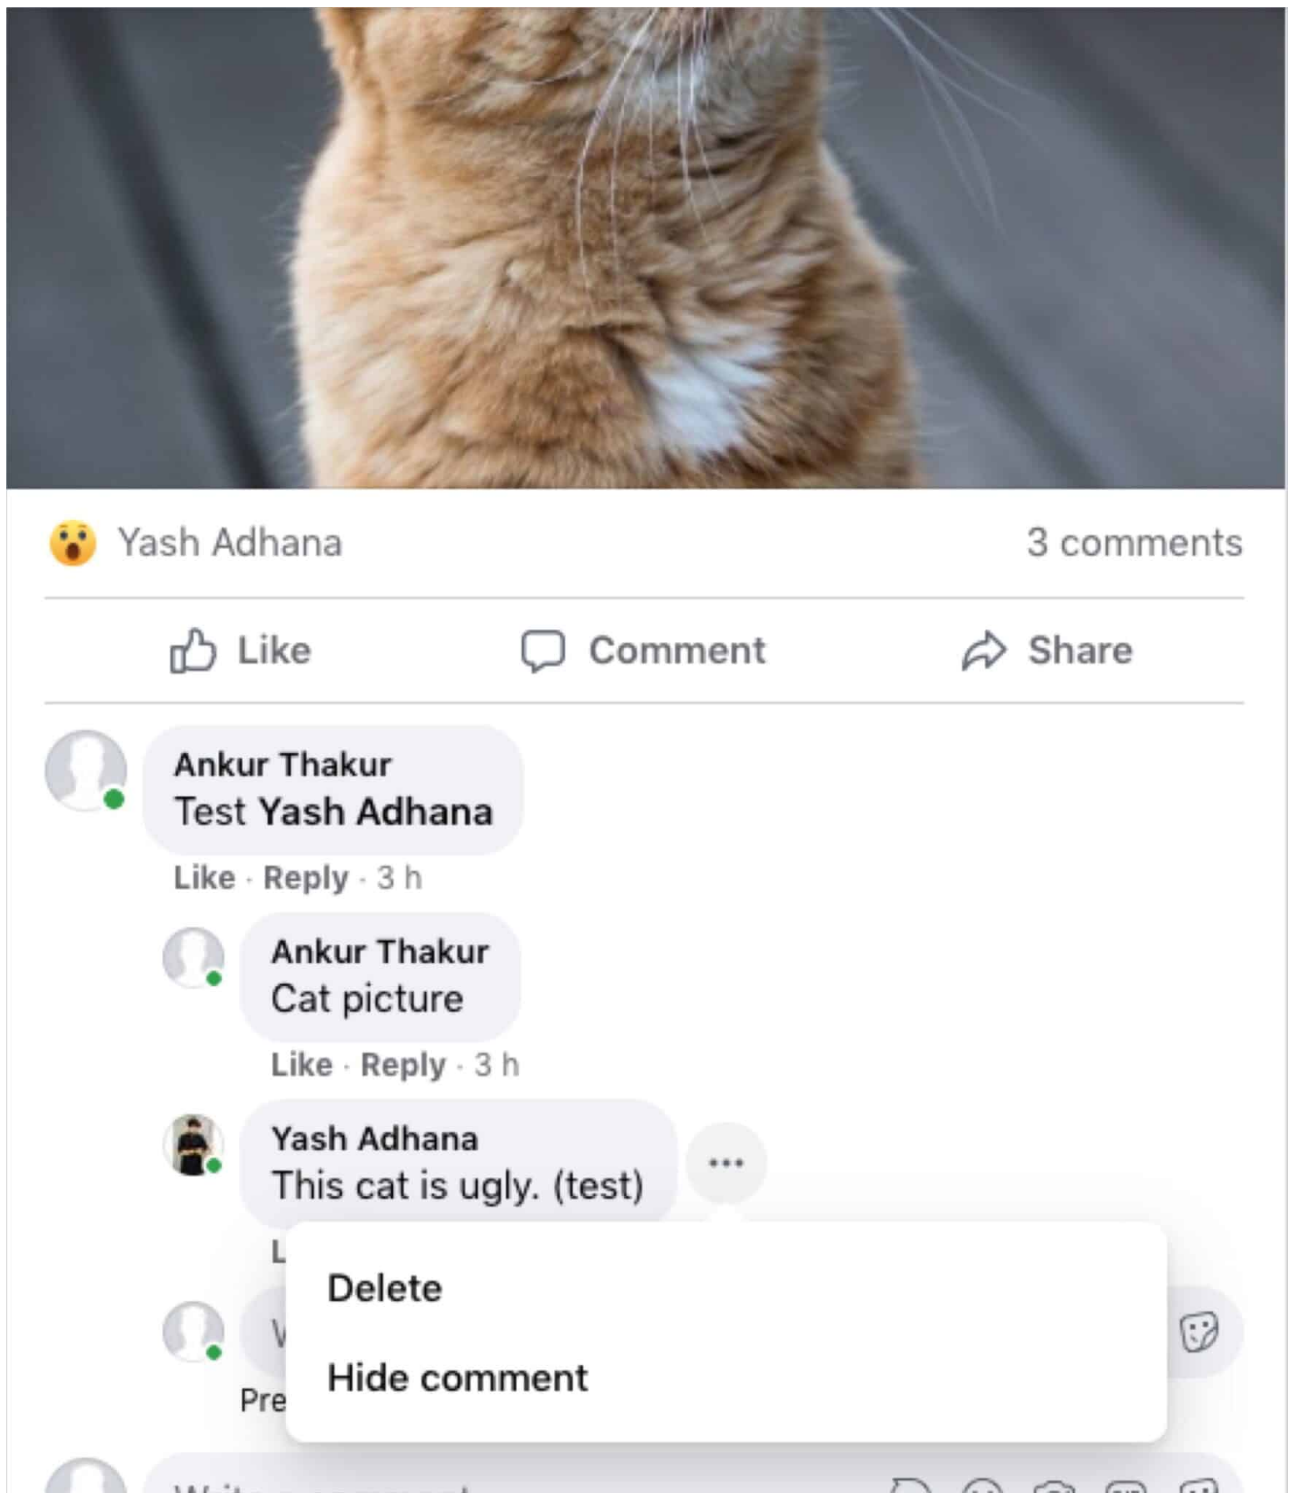 Yash Adhana 3 comments
Like Comment Share
Ankur Thakur
Test Yash Adhana
Like · Reply · 3 h
Ankur Thakur
Cat picture
Like · Reply · 3 h
Yash Adhana
This cat is ugly. (test)
Delete
Hide comment